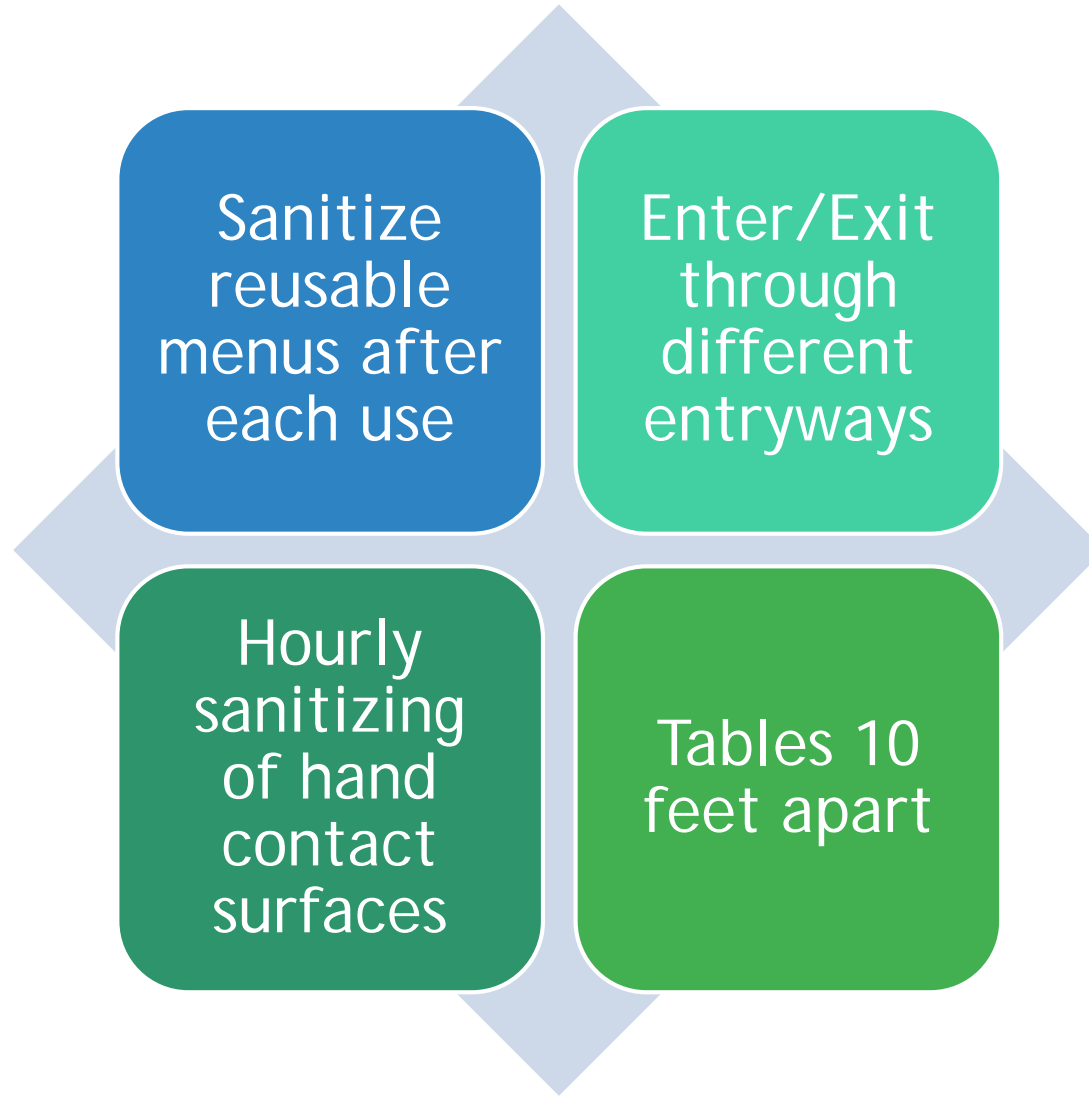 Sanitize
reusable
menus after
each use
Enter/Exit
through
different
entryways
Hourly
sanitizing
of hand
contact
surfaces
Tables 10
feet apart